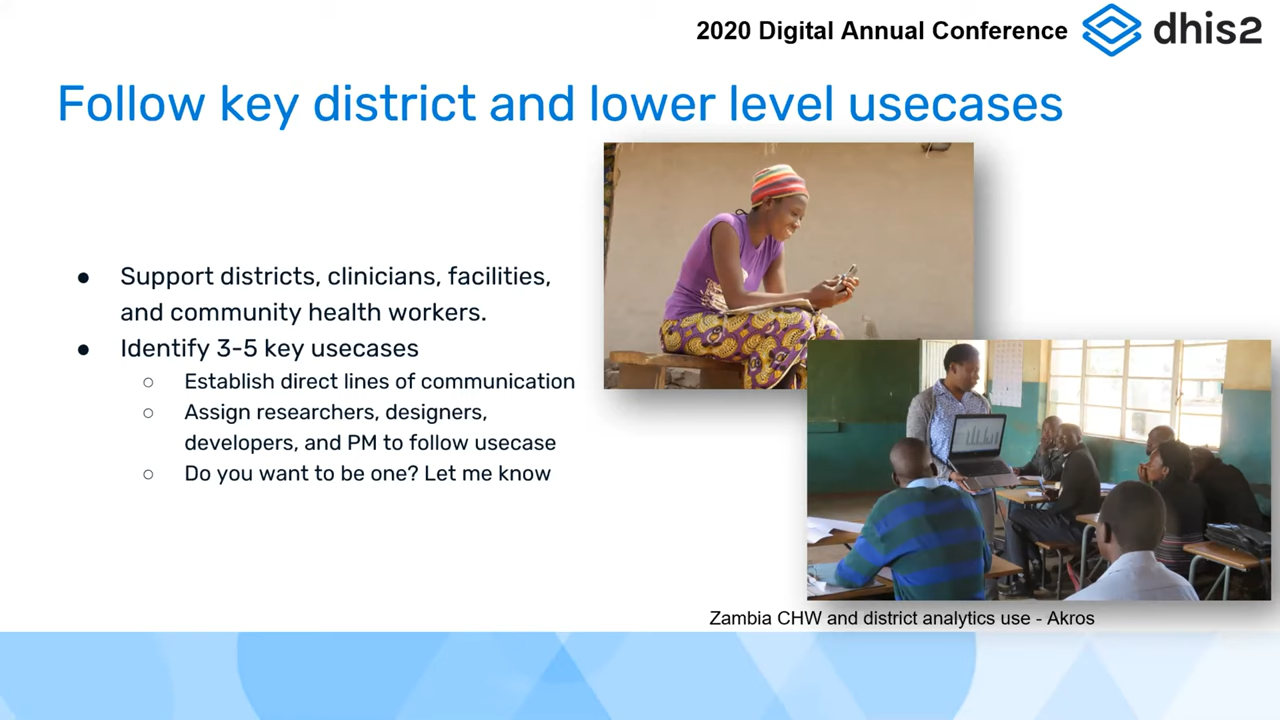 2020 Digital Annual Conference
dhis2
Follow key district and lower level usecases
● Support districts, clinicians, facilities,
and community health workers.
● Identify 3-5 key usecases
○ Establish direct lines of communication
○ Assign researchers, designers,
developers, and PM to follow usecase
○ Do you want to be one? Let me know
Zambia CHW and district analytics use - Akros